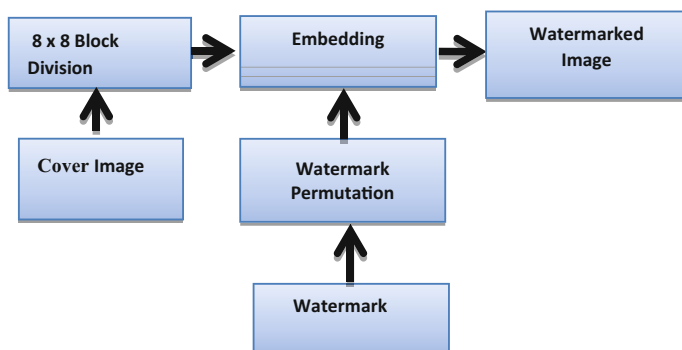 8 x 8 Block
Division
Embedding
Watermarked
Image
Cover Image
Watermark
Permutation
Watermark